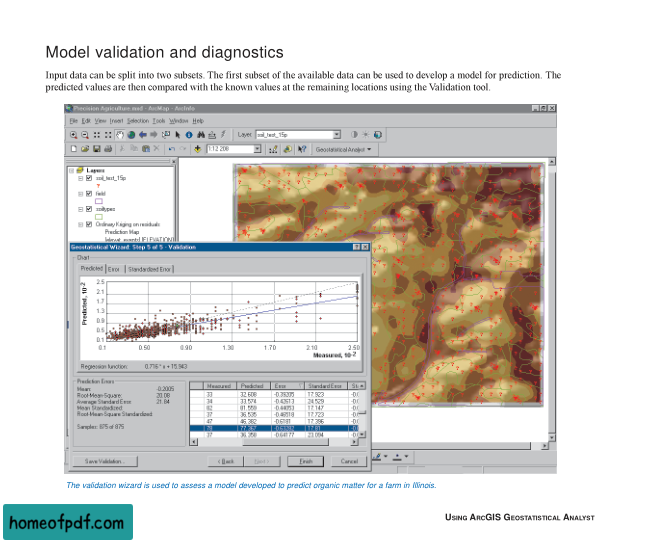 Model validation and diagnostics
Input data can be split into two subsets. The first subset of the available data can be used to develop a model for prediction. The
predicted values are then compared with the known values at the remaining locations using the Validation tool.
Precision Agriculture.mxd - ArcMap - ArcInfo
File Edit View Insert Selection Tools Window Help
Layer: soil_test_15p
1:12 208
Geostatistical Analyst
Layers
soil_test_15p
field
soiltypes
Ordinary Kriging on residuals
Prediction Map
Geostatistical Wizard: Step 5 of 5 - Validation
Chart
Predicted Error Standardized Error
Predicted, 10-2
2.5
2.1
1.7
1.3
0.9
0.5
0.1
0.1 0.50 0.90 1.30 1.70 2.10 2.50
Measured, 10-2
Regression function: 0.716 * x + 15.943
Prediction Errors
Mean: -0.2005
Root-Mean-Square: 20.08
Average Standard Error: 21.84
Mean Standardized:
Root-Mean-Square Standardized:
Samples: 875 of 875
Measured Predicted Error Standard Error
33 32.608 -0.39205 17.923
34 33.574 -0.42613 24.529
82 81.559 -0.44053 17.147
37 36.535 -0.46518 17.723
47 46.382 -0.6181 17.396
37 36.358 -0.64177 23.084
Save Validation...
< Back Next > Finish Cancel
The validation wizard is used to assess a model developed to predict organic matter for a farm in Illinois.
homeofpdf.com
USING ARCGIS GEOSTATISTICAL ANALYST